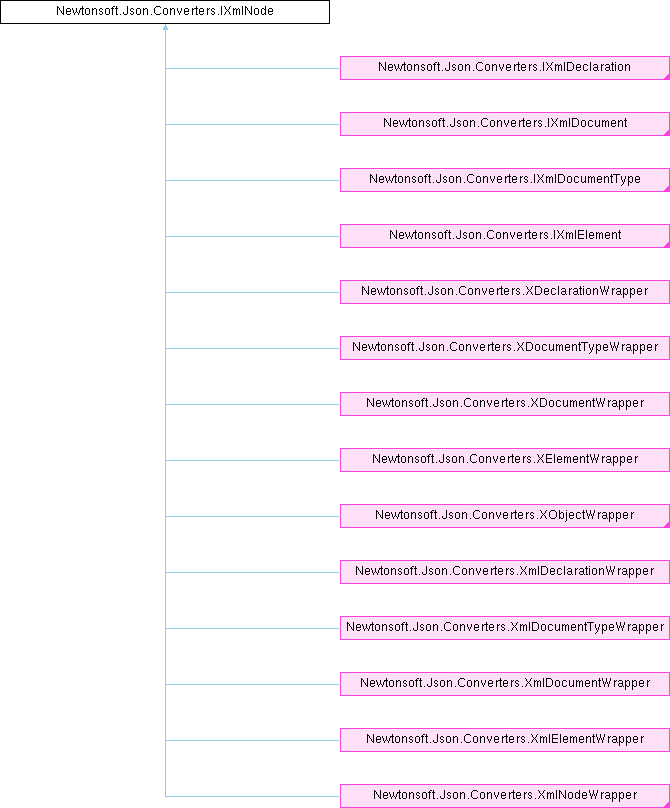 Newtonsoft.Json.Converters.IXmlNode
Newtonsoft.Json.Converters.IXmlDeclaration
Newtonsoft.Json.Converters.IXmlDocument
Newtonsoft.Json.Converters.IXmlDocumentType
Newtonsoft.Json.Converters.IXmlElement
Newtonsoft.Json.Converters.XDeclarationWrapper
Newtonsoft.Json.Converters.XDocumentTypeWrapper
Newtonsoft.Json.Converters.XDocumentWrapper
Newtonsoft.Json.Converters.XElementWrapper
Newtonsoft.Json.Converters.XObjectWrapper
Newtonsoft.Json.Converters.XmlDeclarationWrapper
Newtonsoft.Json.Converters.XmlDocumentTypeWrapper
Newtonsoft.Json.Converters.XmlDocumentWrapper
Newtonsoft.Json.Converters.XmlElementWrapper
Newtonsoft.Json.Converters.XmlNodeWrapper